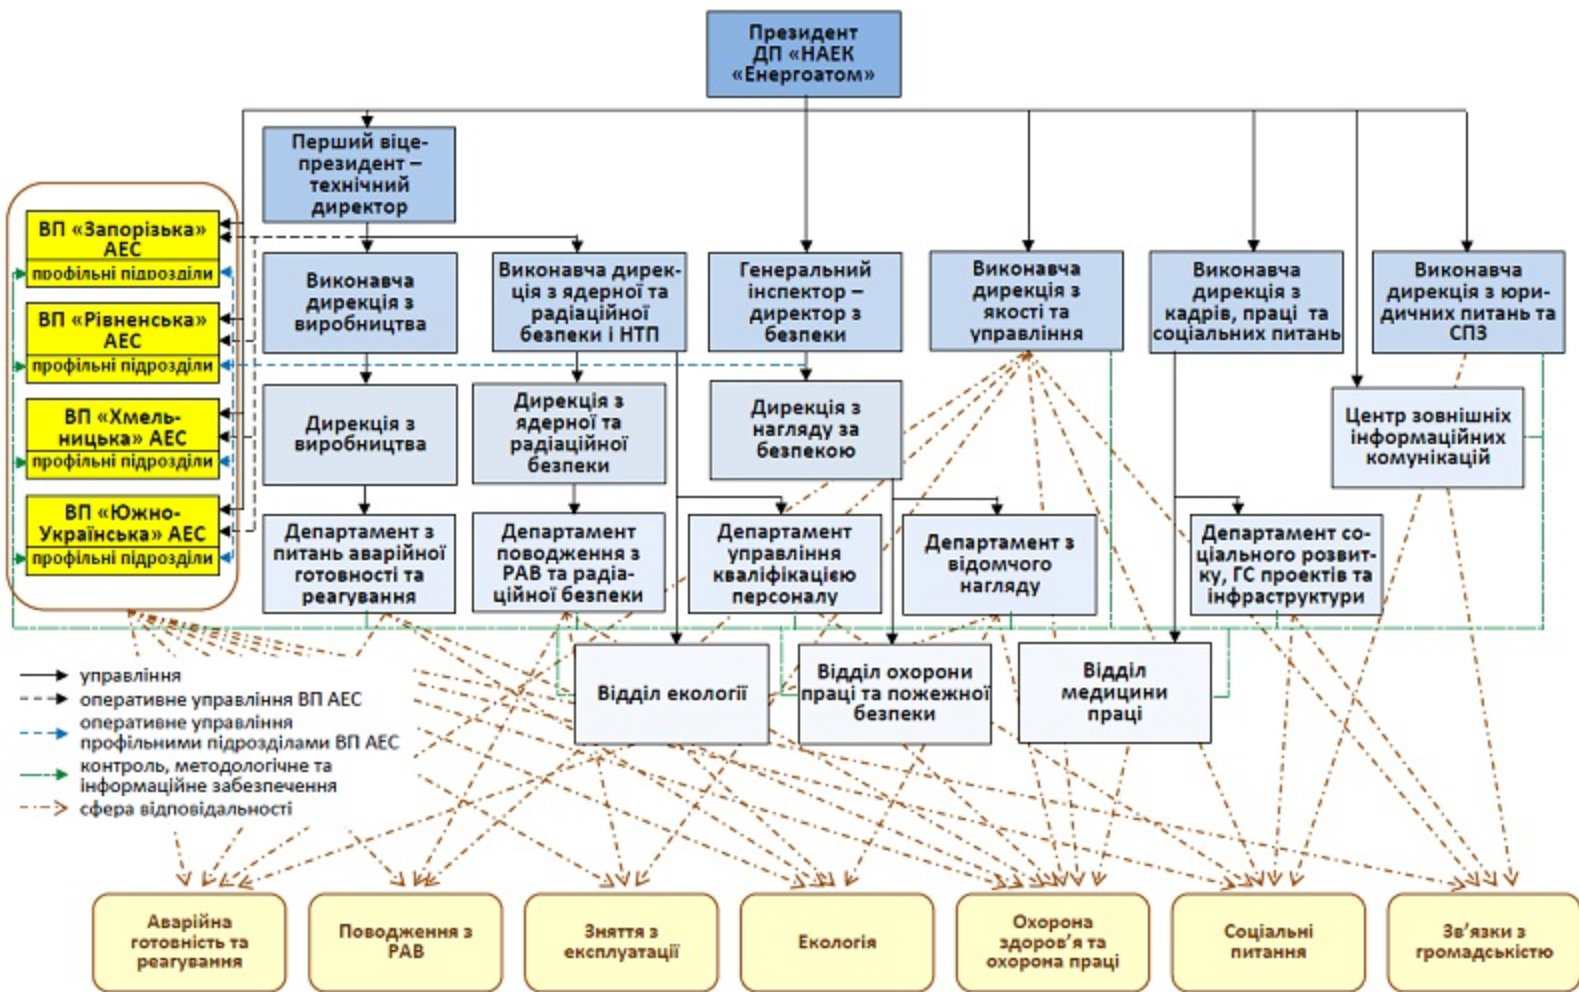 Президент
ДП «НАЕК
«Енергоатом»
Перший віце-
президент –
технічний
директор
ВП «Запорізька»
АЕС
профільні підрозділи
ВП «Рівненська»
АЕС
профільні підрозділи
ВП «Хмель-
ницька» АЕС
профільні підрозділи
ВП «Южно-
Українська» АЕС
профільні підрозділи
Виконавча
дирекція з
виробництва
Виконавча дирек-
ція з ядерної та
радіаційної
безпеки і НТП
Генеральний
інспектор –
директор з
безпеки
Виконавча
дирекція з
якості та
управління
Виконавча
дирекція з
кадрів, праці та
соціальних питань
Виконавча
дирекція з юри-
дичних питань та
СПЗ
Дирекція з
виробництва
Дирекція з
ядерної та
радіаційної
безпеки
Дирекція з
нагляду за
безпекою
Центр зовнішніх
інформаційних
комунікацій
Департамент з
питань аварійної
готовності та
реагування
Департамент
поводження з
РАВ та радіа-
ційної безпеки
Департамент
управління
кваліфікацією
персоналу
Департамент з
відомчого
нагляду
Департамент со-
ціального розвит-
ку, ГС проектів та
інфраструктури
Відділ екології
Відділ охорони
праці та пожежної
безпеки
Відділ
медицини
праці
управління
оперативне управління ВП АЕС
оперативне управління
профільними підрозділами ВП АЕС
контроль, методологічне та
інформаційне забезпечення
сфера відповідальності
Аварійна
готовність та
реагування
Поводження з
РАВ
Зняття з
експлуатації
Екологія
Охорона
здоров’я та
охорона праці
Соціальні
питання
Зв’язки з
громадськістю